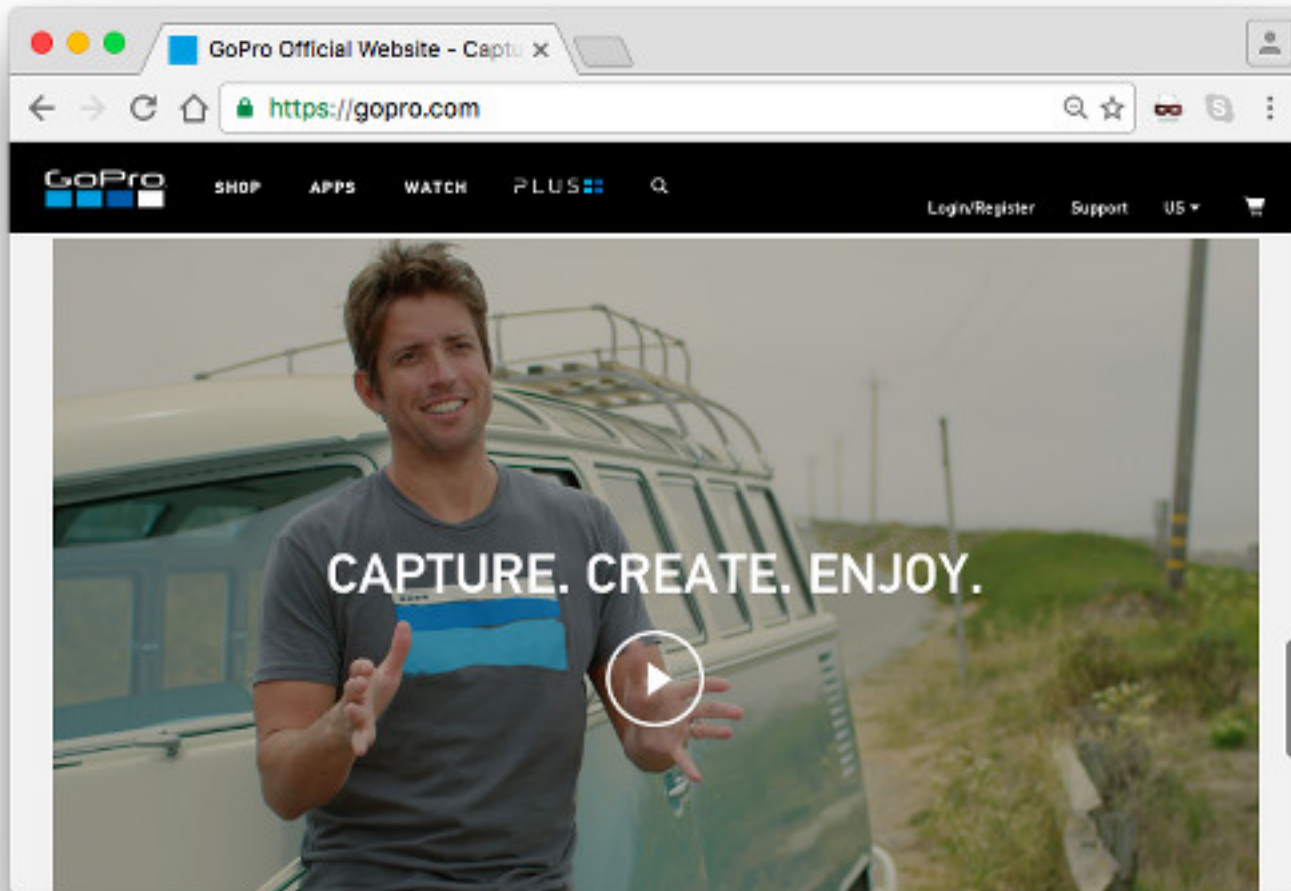 GoPro Official Website - Captu
https://gopro.com
GoPro SHOP APPS WATCH PLUS
Login/Register Support US
CAPTURE. CREATE. ENJOY.